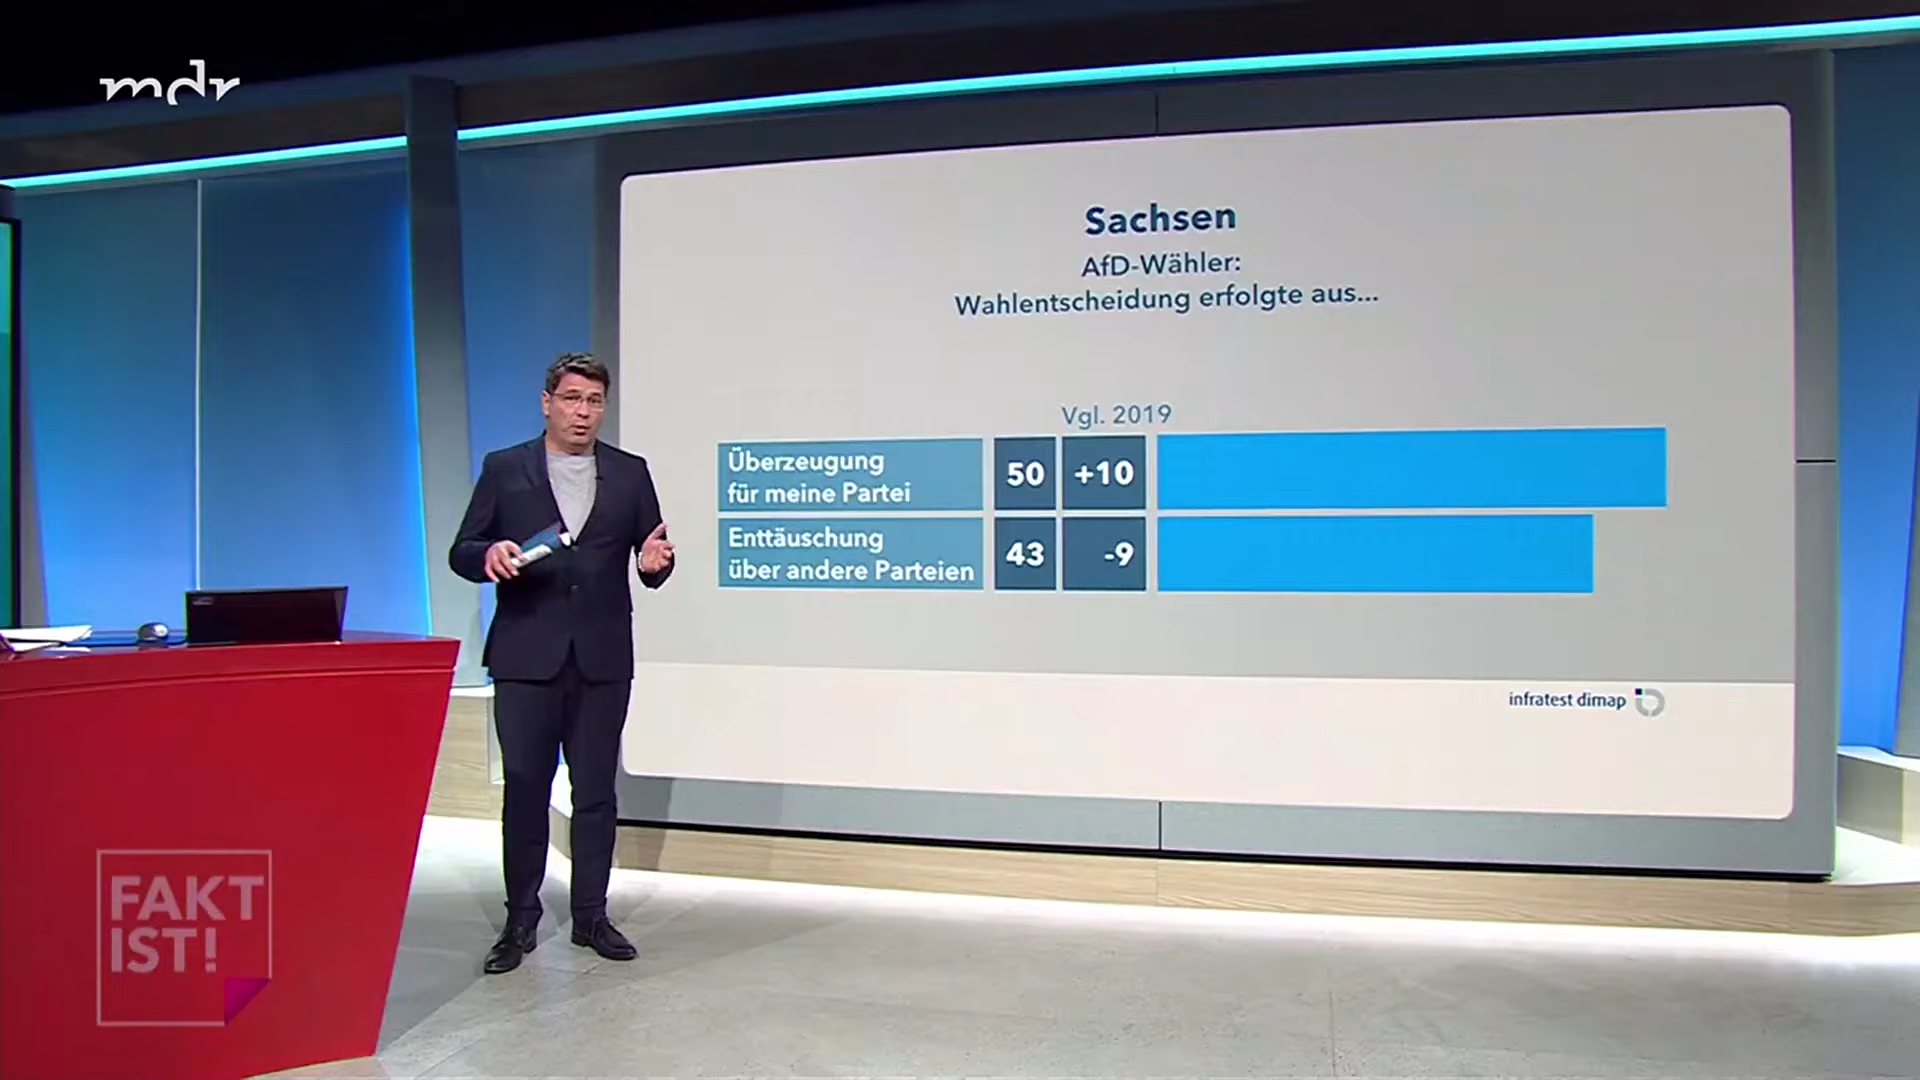 mdr
Sachsen
AfD-Wähler:
Wahlentscheidung erfolgte aus...
Vgl. 2019
Überzeugung
für meine Partei
50
+10
Enttäuschung
über andere Parteien
43
-9
infratest dimap
FAKT
IST!